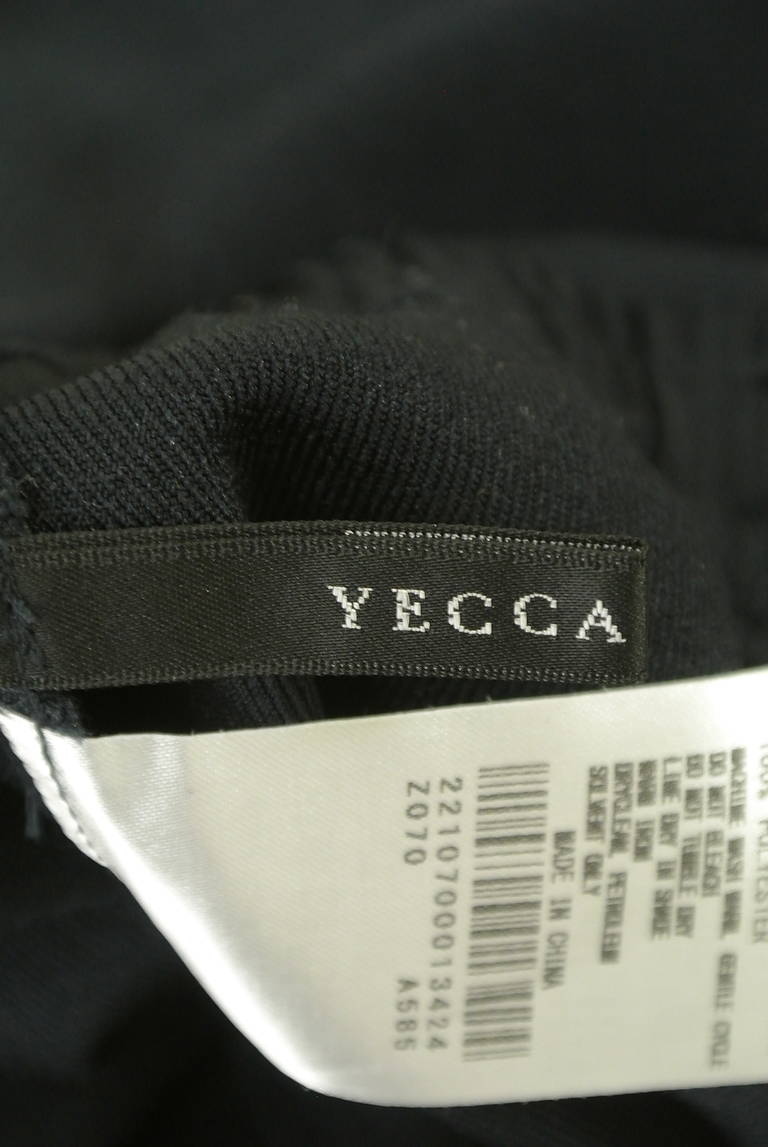 YECCA
100% POLYESTER
MACHINE WASH WARM, GENTLE CYCLE
DO NOT BLEACH
DO NOT TUMBLE DRY
LINE DRY IN SHADE
WARM IRON
DRYCLEAN, PETROLEUM
SOLVENT ONLY
MADE IN CHINA
2210700013424
Z070 A585